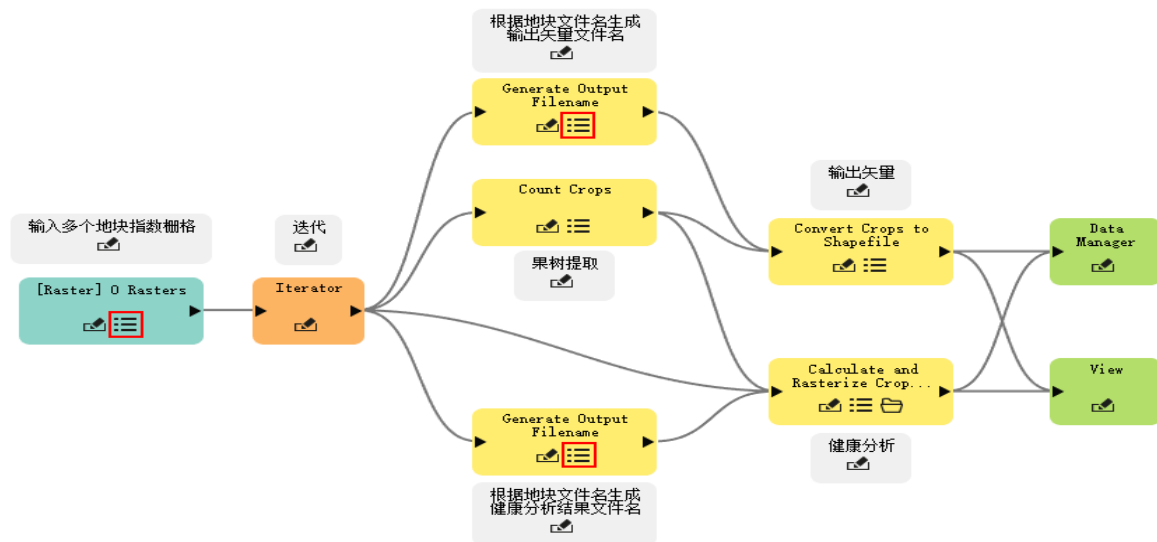 根据地块文件名生成
输出矢量文件名
Generate Output
Filename
Count Crops
果树提取
输入多个地块指数栅格
[Raster] 0 Rasters
迭代
Iterator
Generate Output
Filename
根据地块文件名生成
健康分析结果文件名
输出矢量
Convert Crops to
Shapefile
Calculate and
Rasterize Crop...
健康分析
Data
Manager
View